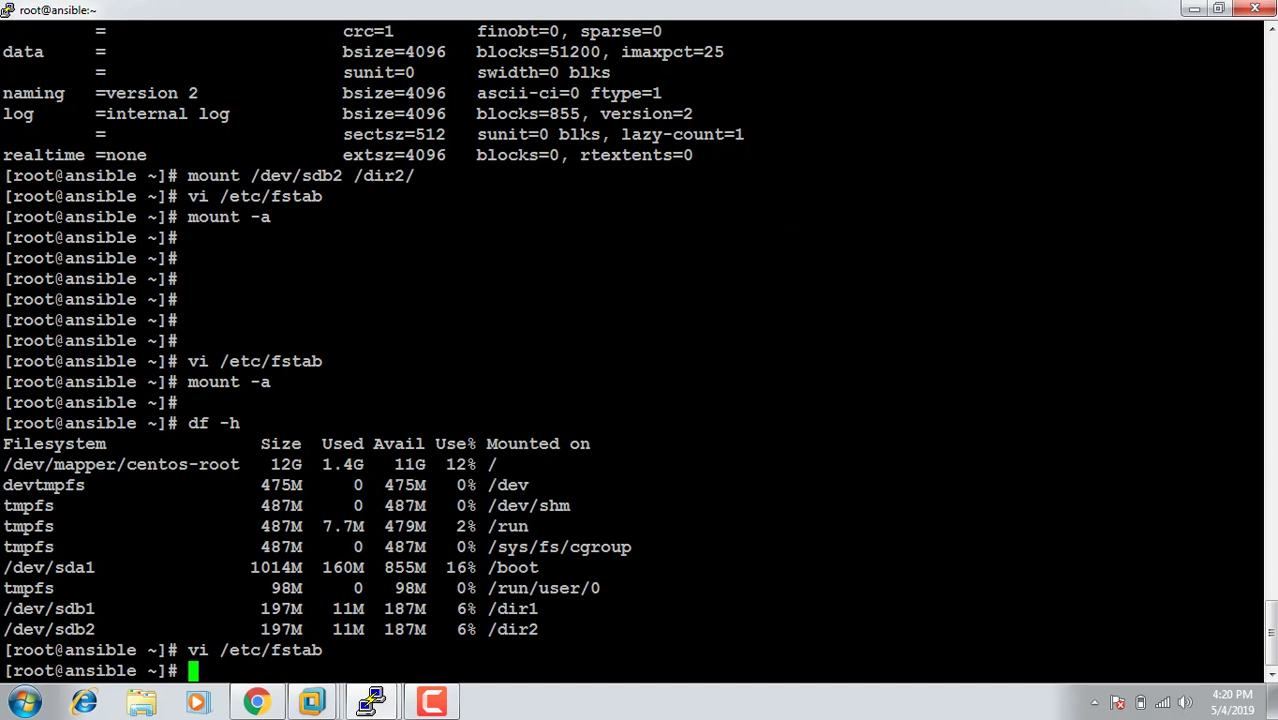 root@ansible:~
         =                       crc=1        finobt=0, sparse=0
data     =                       bsize=4096   blocks=51200, imaxpct=25
         =                       sunit=0      swidth=0 blks
naming   =version 2              bsize=4096   ascii-ci=0 ftype=1
log      =internal log           bsize=4096   blocks=855, version=2
         =                       sectsz=512   sunit=0 blks, lazy-count=1
realtime =none                   extsz=4096   blocks=0, rtextents=0
[root@ansible ~]# mount /dev/sdb2 /dir2/
[root@ansible ~]# vi /etc/fstab
[root@ansible ~]# mount -a
[root@ansible ~]#
[root@ansible ~]#
[root@ansible ~]#
[root@ansible ~]#
[root@ansible ~]#
[root@ansible ~]#
[root@ansible ~]# vi /etc/fstab
[root@ansible ~]# mount -a
[root@ansible ~]#
[root@ansible ~]# df -h
Filesystem               Size  Used Avail Use% Mounted on
/dev/mapper/centos-root   12G  1.4G   11G  12% /
devtmpfs                 475M     0  475M   0% /dev
tmpfs                    487M     0  487M   0% /dev/shm
tmpfs                    487M  7.7M  479M   2% /run
tmpfs                    487M     0  487M   0% /sys/fs/cgroup
/dev/sda1               1014M  160M  855M  16% /boot
tmpfs                     98M     0   98M   0% /run/user/0
/dev/sdb1                197M   11M  187M   6% /dir1
/dev/sdb2                197M   11M  187M   6% /dir2
[root@ansible ~]# vi /etc/fstab
[root@ansible ~]#
4:20 PM
5/4/2019